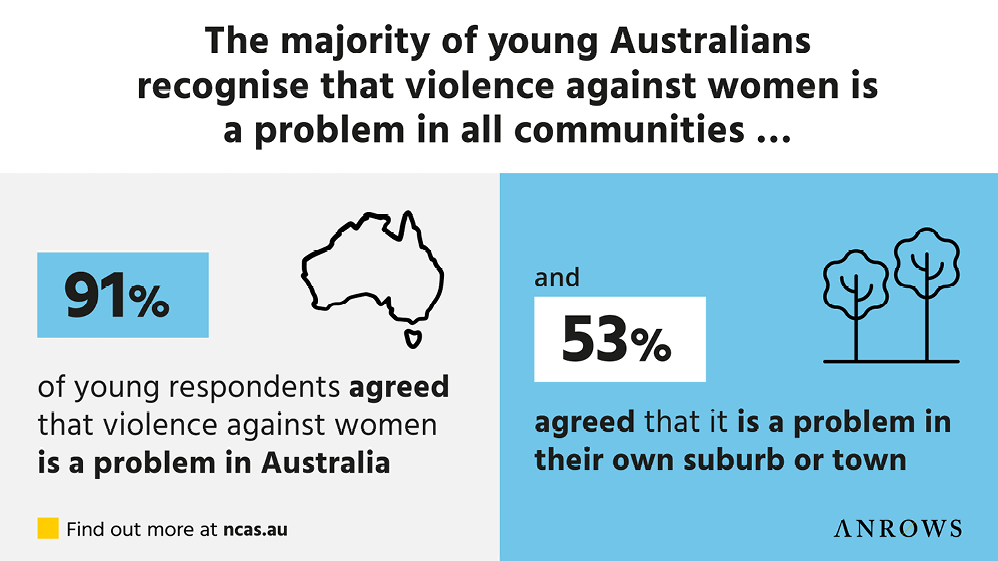 The majority of young Australians
recognise that violence against women is
a problem in all communities ...
91%
of young respondents agreed
that violence against women
is a problem in Australia
Find out more at ncas.au
and
53%
agreed that it is a problem in
their own suburb or town
ANROWS